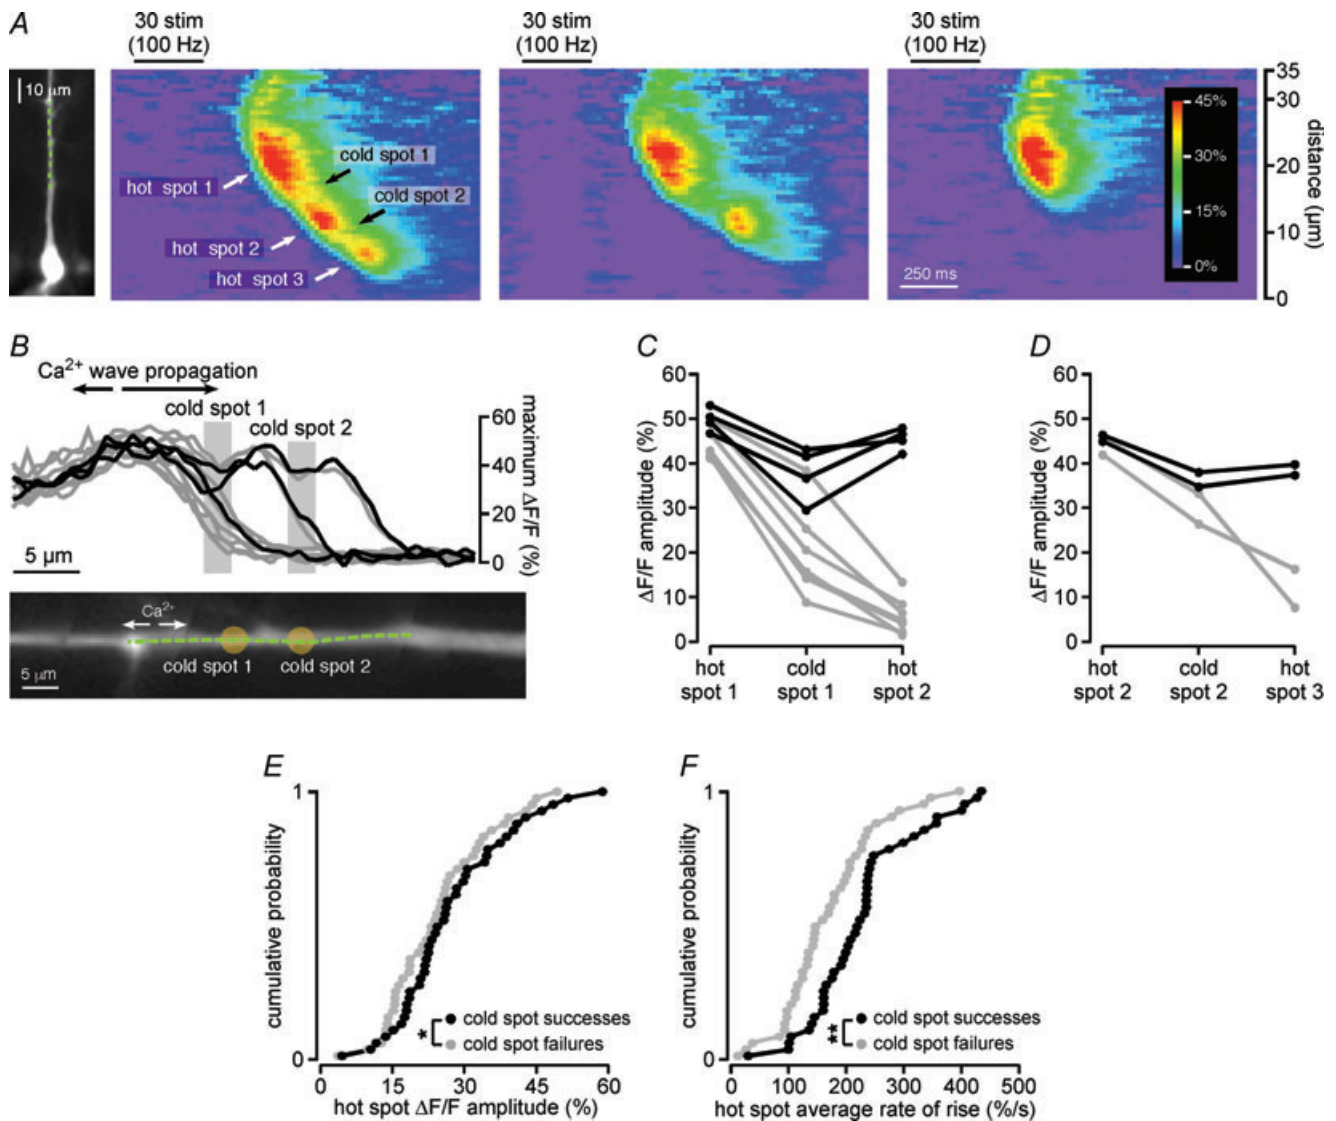 A
30 stim
(100 Hz)
30 stim
(100 Hz)
30 stim
(100 Hz)
10 μm
hot spot 1
cold spot 1
cold spot 2
hot spot 2
hot spot 3
250 ms
45%
30%
15%
0%
35
30
20
10
0
distance (μm)
B
Ca2+ wave propagation
cold spot 1
cold spot 2
60
40
20
0
maximum ΔF/F (%)
5 μm
Ca2+
cold spot 1
cold spot 2
5 μm
C
ΔF/F amplitude (%)
60
50
40
30
20
10
0
hot
spot 1
cold
spot 1
hot
spot 2
D
ΔF/F amplitude (%)
60
50
40
30
20
10
0
hot
spot 2
cold
spot 2
hot
spot 3
E
cumulative probability
1
0
* cold spot successes
cold spot failures
0 15 30 45 60
hot spot ΔF/F amplitude (%)
F
cumulative probability
1
0
** cold spot successes
cold spot failures
0 100 200 300 400 500
hot spot average rate of rise (%/s)